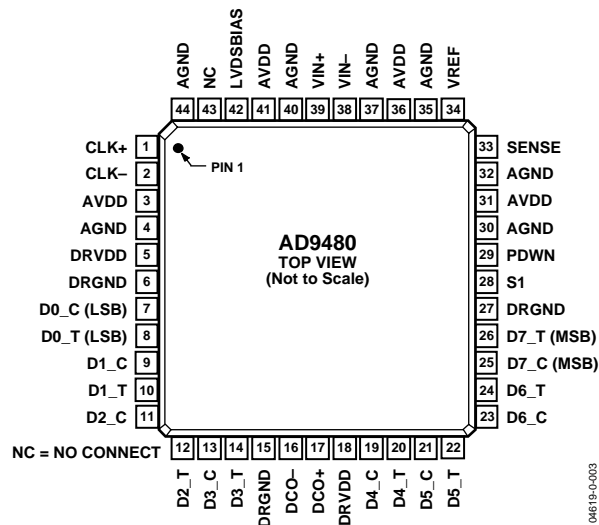 AGND
NC
LVDSBIAS
AVDD
AGND
VIN+
VIN–
AGND
AVDD
AGND
VREF
44 43 42 41 40 39 38 37 36 35 34
CLK+ 1
CLK– 2
AVDD 3
AGND 4
DRVDD 5
DRGND 6
D0_C (LSB) 7
D0_T (LSB) 8
D1_C 9
D1_T 10
D2_C 11
PIN 1
AD9480
TOP VIEW
(Not to Scale)
33 SENSE
32 AGND
31 AVDD
30 AGND
29 PDWN
28 S1
27 DRGND
26 D7_T (MSB)
25 D7_C (MSB)
24 D6_T
23 D6_C
NC = NO CONNECT
12 13 14 15 16 17 18 19 20 21 22
D2_T
D3_C
D3_T
DRGND
DCO–
DCO+
DRVDD
D4_C
D4_T
D5_C
D5_T
04619-0-003